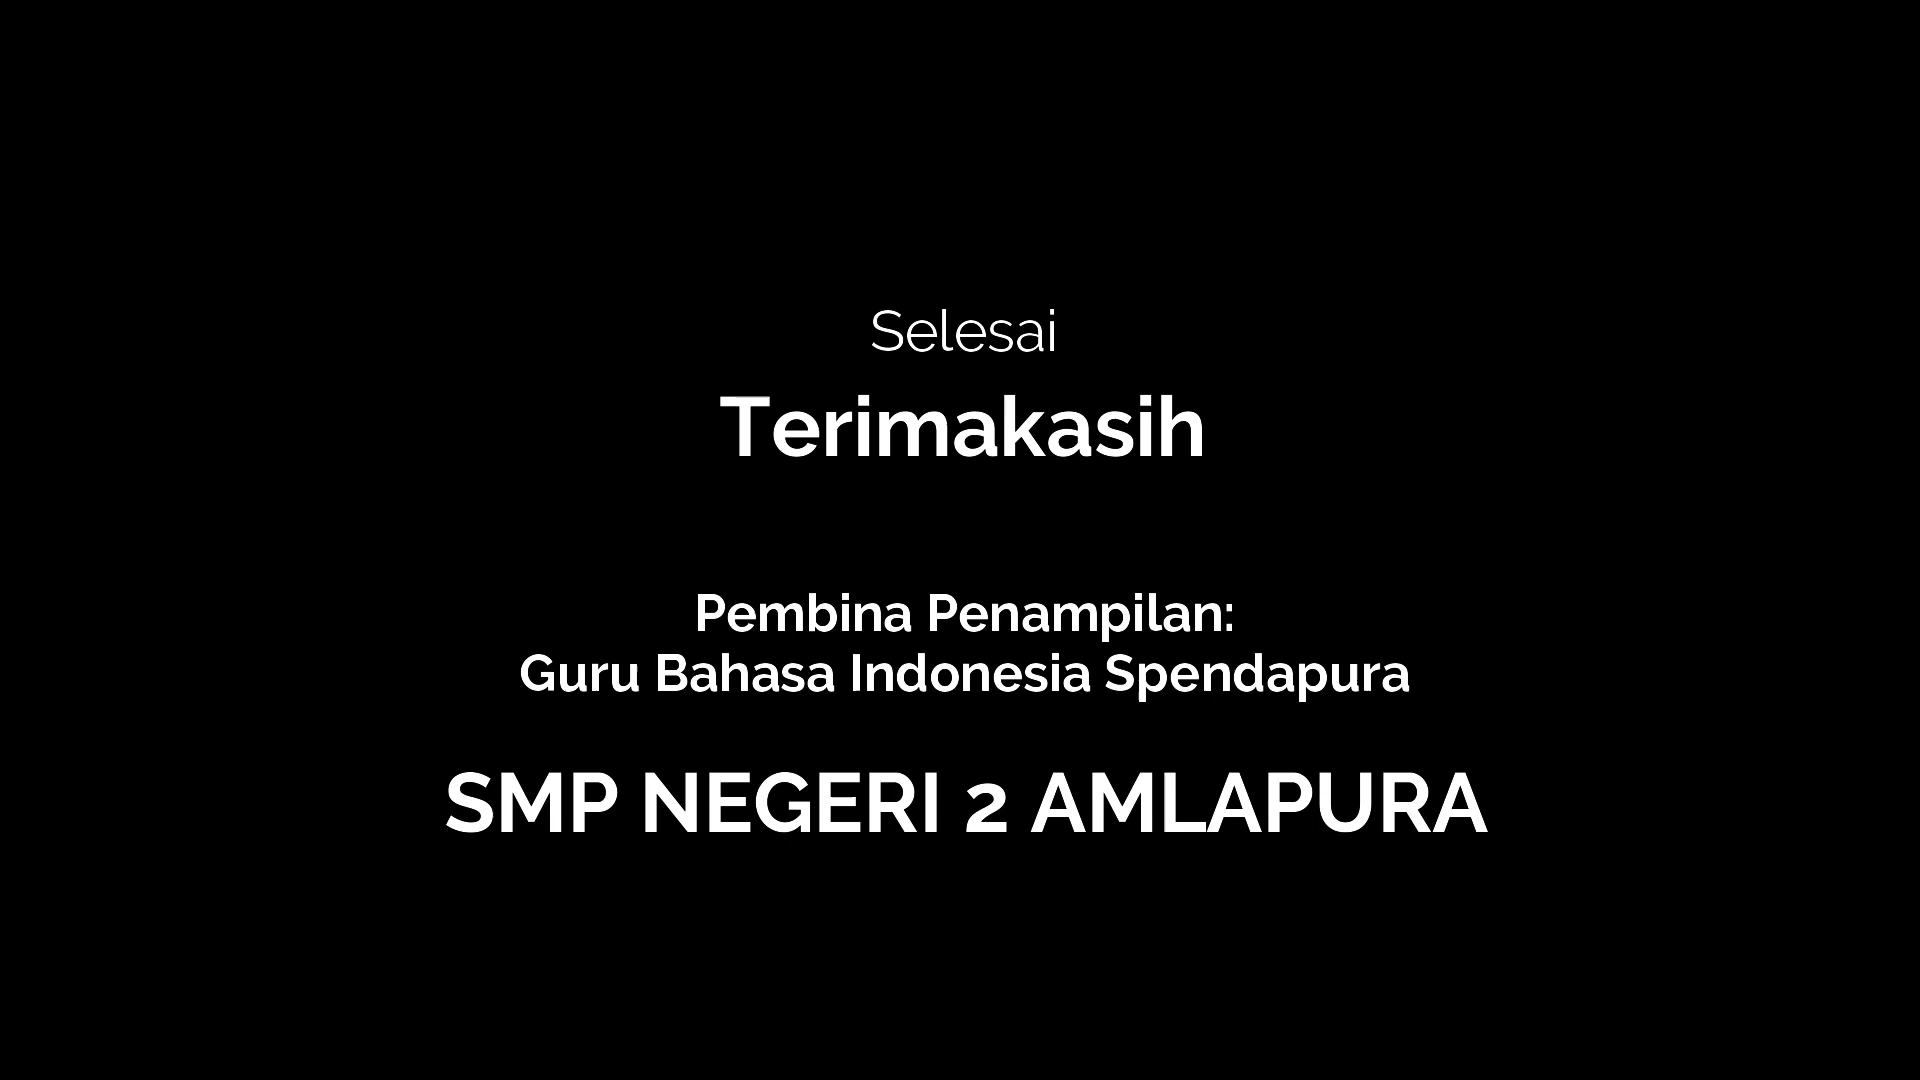 Selesai
Terimakasih
Pembina Penampilan:
Guru Bahasa Indonesia Spendapura
SMP NEGERI 2 AMLAPURA